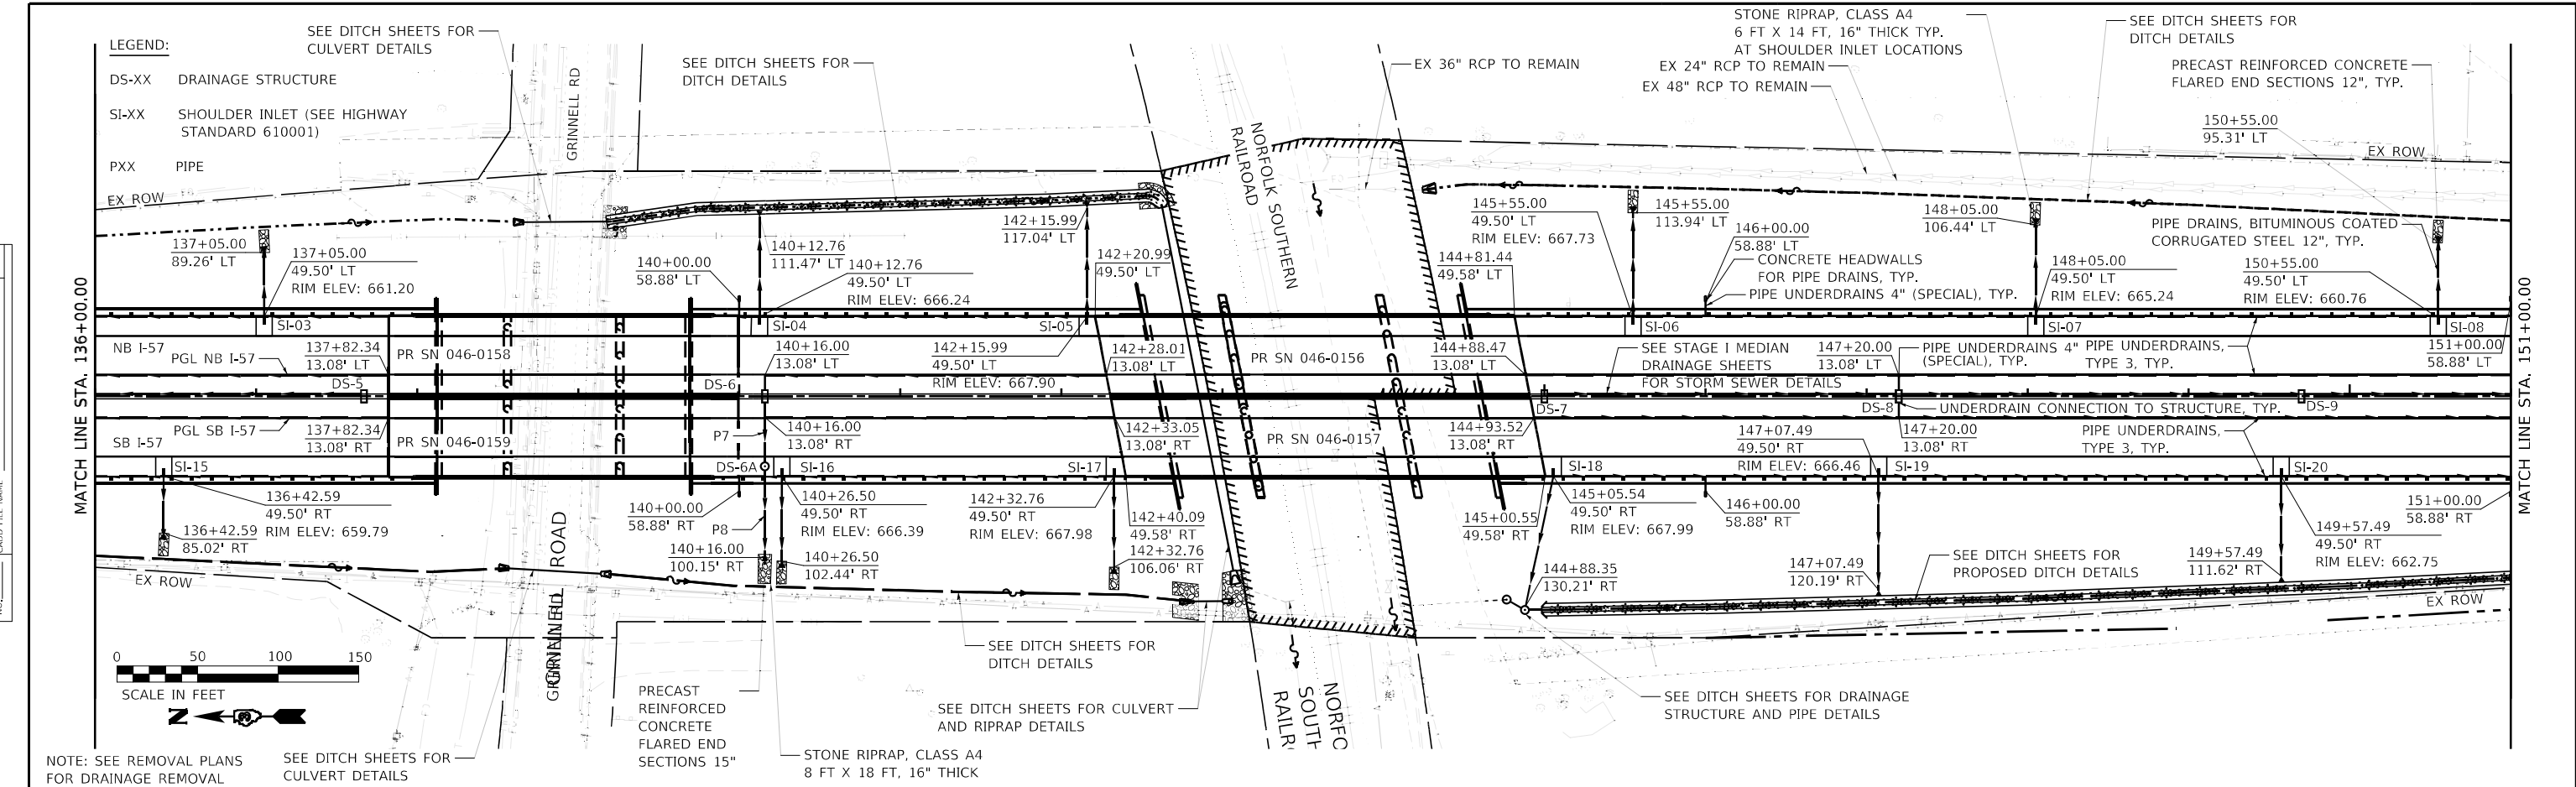 LEGEND:
DS-XX DRAINAGE STRUCTURE
SI-XX SHOULDER INLET (SEE HIGHWAY
STANDARD 610001)
PXX PIPE
SEE DITCH SHEETS FOR
CULVERT DETAILS
GRINNELL RD
SEE DITCH SHEETS FOR
DITCH DETAILS
NORFOLK SOUTHERN
RAILROAD
EX 36" RCP TO REMAIN
STONE RIPRAP, CLASS A4
6 FT X 14 FT, 16" THICK TYP.
AT SHOULDER INLET LOCATIONS
EX 24" RCP TO REMAIN
EX 48" RCP TO REMAIN
SEE DITCH SHEETS FOR
DITCH DETAILS
PRECAST REINFORCED CONCRETE
FLARED END SECTIONS 12", TYP.
150+55.00
95.31' LT
EX ROW
EX ROW
137+05.00
89.26' LT
137+05.00
49.50' LT
RIM ELEV: 661.20
140+00.00
58.88' LT
140+12.76
111.47' LT
140+12.76
49.50' LT
RIM ELEV: 666.24
142+15.99
117.04' LT
142+20.99
49.50' LT
144+81.44
49.58' LT
145+55.00
49.50' LT
RIM ELEV: 667.73
145+55.00
113.94' LT
146+00.00
58.88' LT
CONCRETE HEADWALLS
FOR PIPE DRAINS, TYP.
PIPE UNDERDRAINS 4" (SPECIAL), TYP.
148+05.00
106.44' LT
148+05.00
49.50' LT
RIM ELEV: 665.24
PIPE DRAINS, BITUMINOUS COATED
CORRUGATED STEEL 12", TYP.
150+55.00
49.50' LT
RIM ELEV: 660.76
MATCH LINE STA. 136+00.00
MATCH LINE STA. 151+00.00
SI-03
SI-04
SI-05
SI-06
SI-07
SI-08
NB I-57
PGL NB I-57
137+82.34
13.08' LT
PR SN 046-0158
140+16.00
13.08' LT
142+15.99
49.50' LT
RIM ELEV: 667.90
142+28.01
13.08' LT
PR SN 046-0156
144+88.47
13.08' LT
SEE STAGE I MEDIAN
DRAINAGE SHEETS
FOR STORM SEWER DETAILS
147+20.00
13.08' LT
PIPE UNDERDRAINS 4"
(SPECIAL), TYP.
PIPE UNDERDRAINS,
TYPE 3, TYP.
151+00.00
58.88' LT
DS-5
DS-6
DS-7
DS-8
UNDERDRAIN CONNECTION TO STRUCTURE, TYP.
DS-9
PGL SB I-57
SB I-57
137+82.34
13.08' RT
PR SN 046-0159
P7
140+16.00
13.08' RT
142+33.05
13.08' RT
PR SN 046-0157
144+93.52
13.08' RT
147+07.49
49.50' RT
RIM ELEV: 666.46
147+20.00
13.08' RT
PIPE UNDERDRAINS,
TYPE 3, TYP.
SI-15
DS-6A
SI-16
SI-17
SI-18
SI-19
SI-20
136+42.59
49.50' RT
RIM ELEV: 659.79
136+42.59
85.02' RT
140+00.00
58.88' RT
P8
140+26.50
49.50' RT
RIM ELEV: 666.39
142+32.76
49.50' RT
RIM ELEV: 667.98
142+40.09
49.58' RT
145+00.55
49.58' RT
145+05.54
49.50' RT
RIM ELEV: 667.99
146+00.00
58.88' RT
151+00.00
58.88' RT
149+57.49
49.50' RT
RIM ELEV: 662.75
140+16.00
100.15' RT
140+26.50
102.44' RT
142+32.76
106.06' RT
144+88.35
130.21' RT
147+07.49
120.19' RT
SEE DITCH SHEETS FOR
PROPOSED DITCH DETAILS
149+57.49
111.62' RT
EX ROW
EX ROW
GRINNELL ROAD
0 50 100 150
SCALE IN FEET
N
SEE DITCH SHEETS FOR
DITCH DETAILS
PRECAST
REINFORCED
CONCRETE
FLARED END
SECTIONS 15"
SEE DITCH SHEETS FOR CULVERT
AND RIPRAP DETAILS
SEE DITCH SHEETS FOR DRAINAGE
STRUCTURE AND PIPE DETAILS
NORFO
SOUTH
RAILR
NOTE: SEE REMOVAL PLANS
FOR DRAINAGE REMOVAL
SEE DITCH SHEETS FOR
CULVERT DETAILS
STONE RIPRAP, CLASS A4
8 FT X 18 FT, 16" THICK